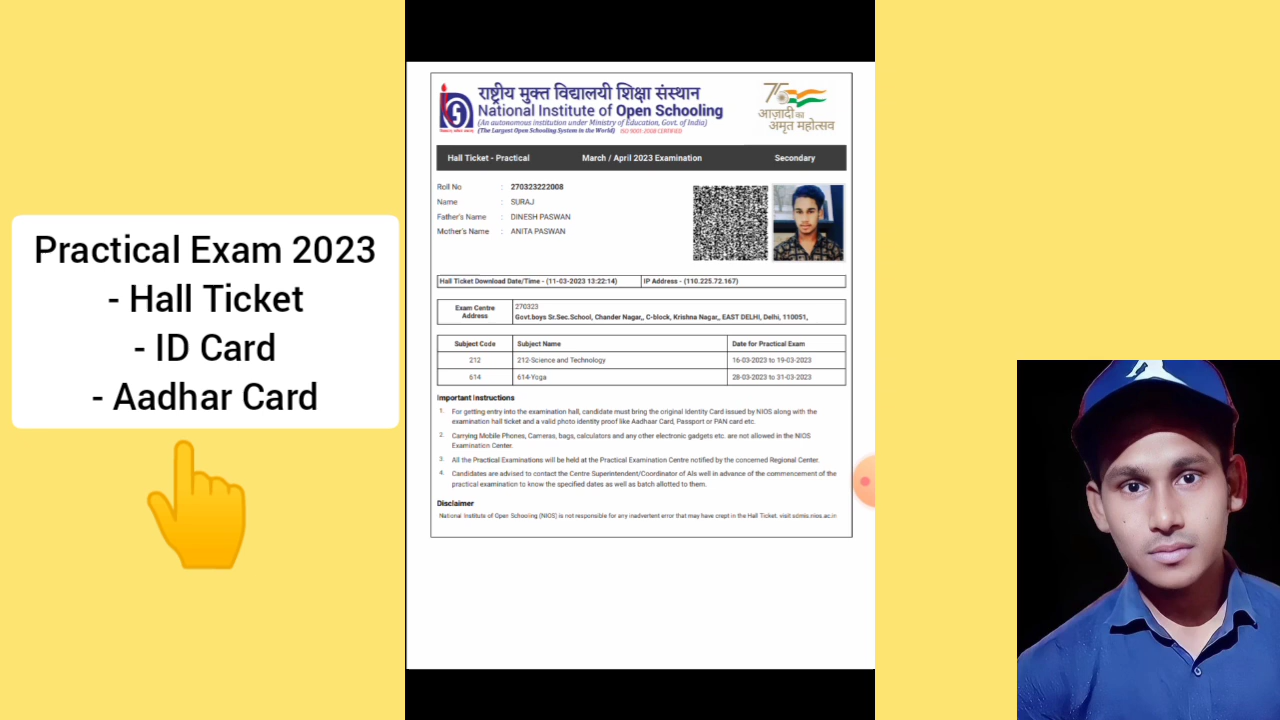 Practical Exam 2023
- Hall Ticket
- ID Card
- Aadhar Card
राष्ट्रीय मुक्त विद्यालयी शिक्षा संस्थान
National Institute of Open Schooling
(An autonomous institution under Ministry of Education, Govt. of India)
(The Largest Open Schooling System in the World) ISO 9001:2008 CERTIFIED
75
आज़ादी का
अमृत महोत्सव
Hall Ticket - Practical March / April 2023 Examination Secondary
Roll No : 270323222008
Name : SURAJ
Father's Name : DINESH PASWAN
Mother's Name : ANITA PASWAN
Hall Ticket Download Date/Time - (11-03-2023 13:22:14) IP Address - (110.225.72.167)
Exam Centre Address
270323
Govt.boys Sr.Sec.School, Chander Nagar,, C-block, Krishna Nagar,, EAST DELHI, Delhi, 110051,
Subject Code Subject Name Date for Practical Exam
212 212-Science and Technology 16-03-2023 to 19-03-2023
614 614-Yoga 28-03-2023 to 31-03-2023
Important Instructions
1. For getting entry into the examination hall, candidate must bring the original Identity Card issued by NIOS along with the
examination hall ticket and a valid photo identity proof like Aadhaar Card, Passport or PAN card etc.
2. Carrying Mobile Phones, Cameras, bags, calculators and any other electronic gadgets etc. are not allowed in the NIOS
Examination Center.
3. All the Practical Examinations will be held at the Practical Examination Centre notified by the concerned Regional Center.
4. Candidates are advised to contact the Centre Superintendent/Coordinator of AIs well in advance of the commencement of the
practical examination to know the specified dates as well as batch allotted to them.
Disclaimer
National Institute of Open Schooling (NIOS) is not responsible for any inadvertent error that may have crept in the Hall Ticket. visit sdmis.nios.ac.in